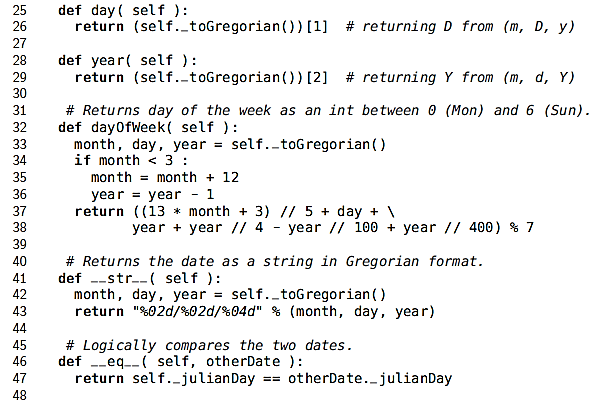 25 def day( self ):
26 return (self._toGregorian())[1] # returning D from (m, D, y)
27
28 def year( self ):
29 return (self._toGregorian())[2] # returning Y from (m, d, Y)
30
31 # Returns day of the week as an int between 0 (Mon) and 6 (Sun).
32 def dayOfWeek( self ):
33 month, day, year = self._toGregorian()
34 if month < 3 :
35 month = month + 12
36 year = year - 1
37 return ((13 * month + 3) // 5 + day + \
38 year + year // 4 - year // 100 + year // 400) % 7
39
40 # Returns the date as a string in Gregorian format.
41 def __str__( self ):
42 month, day, year = self._toGregorian()
43 return "%02d/%02d/%04d" % (month, day, year)
44
45 # Logically compares the two dates.
46 def __eq__( self, otherDate ):
47 return self._julianDay == otherDate._julianDay
48